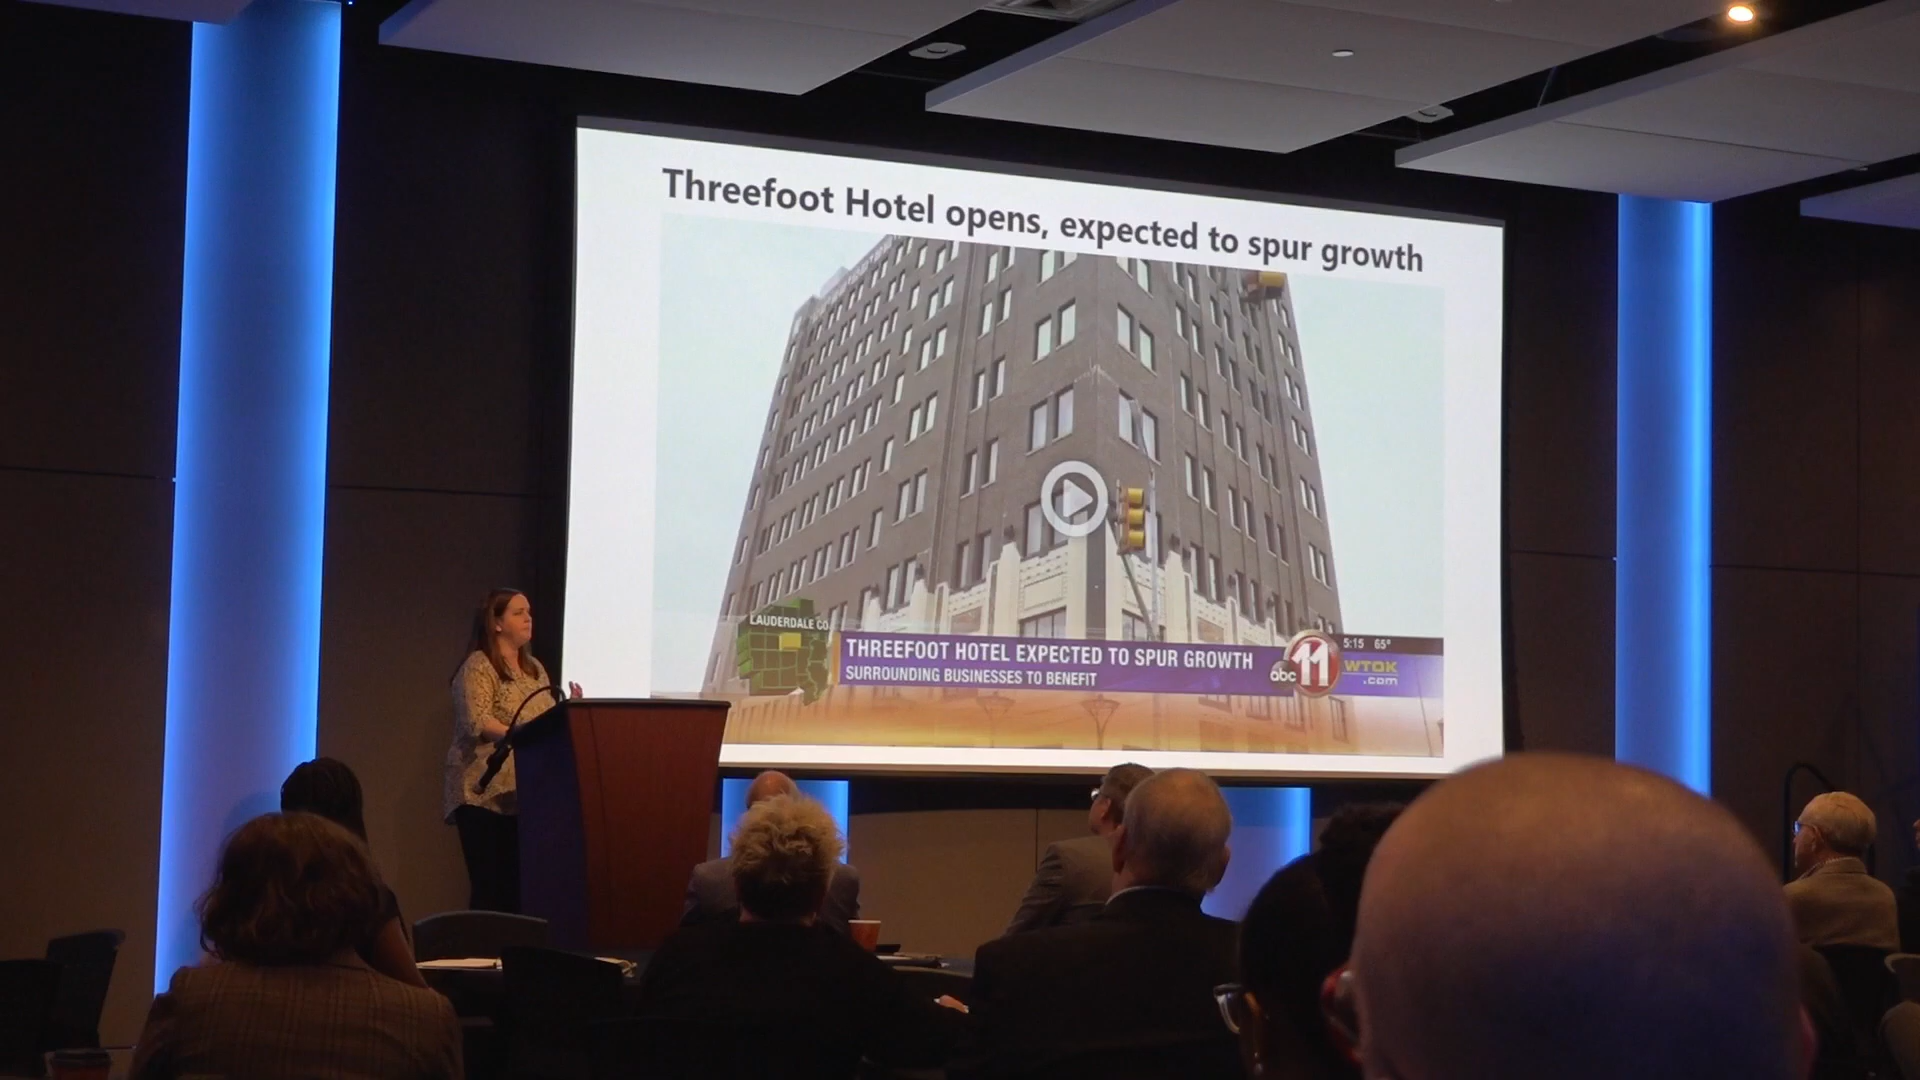 Threefoot Hotel opens, expected to spur growth
LAUDERDALE CO
THREEFOOT HOTEL EXPECTED TO SPUR GROWTH
SURROUNDING BUSINESSES TO BENEFIT
abc 11
5:15 65°
WTOK
.com